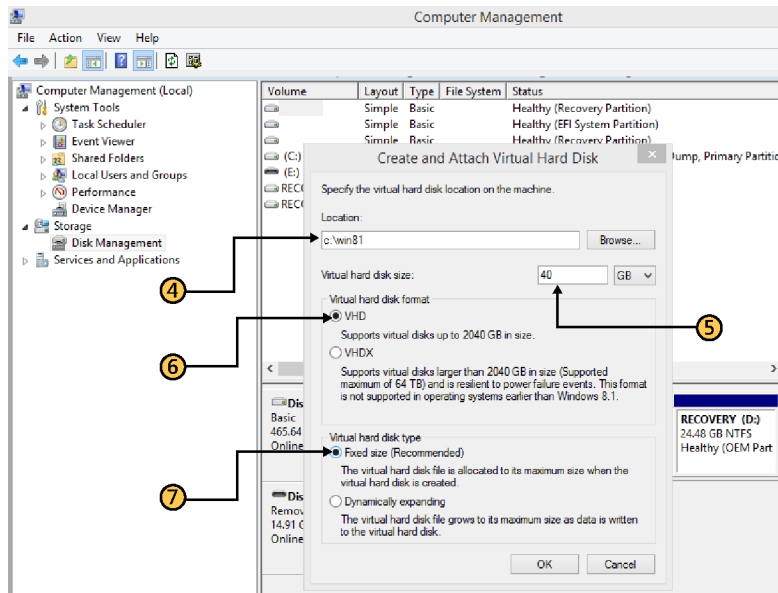 Computer Management
File Action View Help
Computer Management (Local)
System Tools
Task Scheduler
Event Viewer
Shared Folders
Local Users and Groups
Performance
Device Manager
Storage
Disk Management
Services and Applications
Volume Layout Type File System Status
Simple Basic Healthy (Recovery Partition)
Simple Basic Healthy (EFI System Partition)
Simple Basic Healthy (Recovery Partition)
(C:) ump, Primary Partitio
(E:)
RECO
REC
Create and Attach Virtual Hard Disk
Specify the virtual hard disk location on the machine.
Location:
c:\win81 Browse...
4
Virtual hard disk size: 40 GB
5
Virtual hard disk format
VHD
6
Supports virtual disks up to 2040 GB in size.
VHDX
Supports virtual disks larger than 2040 GB in size (Supported
maximum of 64 TB) and is resilient to power failure events. This format
is not supported in operating systems earlier than Windows 8.1.
Virtual hard disk type
Fixed size (Recommended)
7
The virtual hard disk file is allocated to its maximum size when the
virtual hard disk is created.
Dynamically expanding
The virtual hard disk file grows to its maximum size as data is written
to the virtual hard disk.
OK Cancel
Dis
Basic
465.64
Online
RECOVERY (D:)
24.48 GB NTFS
Healthy (OEM Part
Dis
Remov
14.91 G
Online